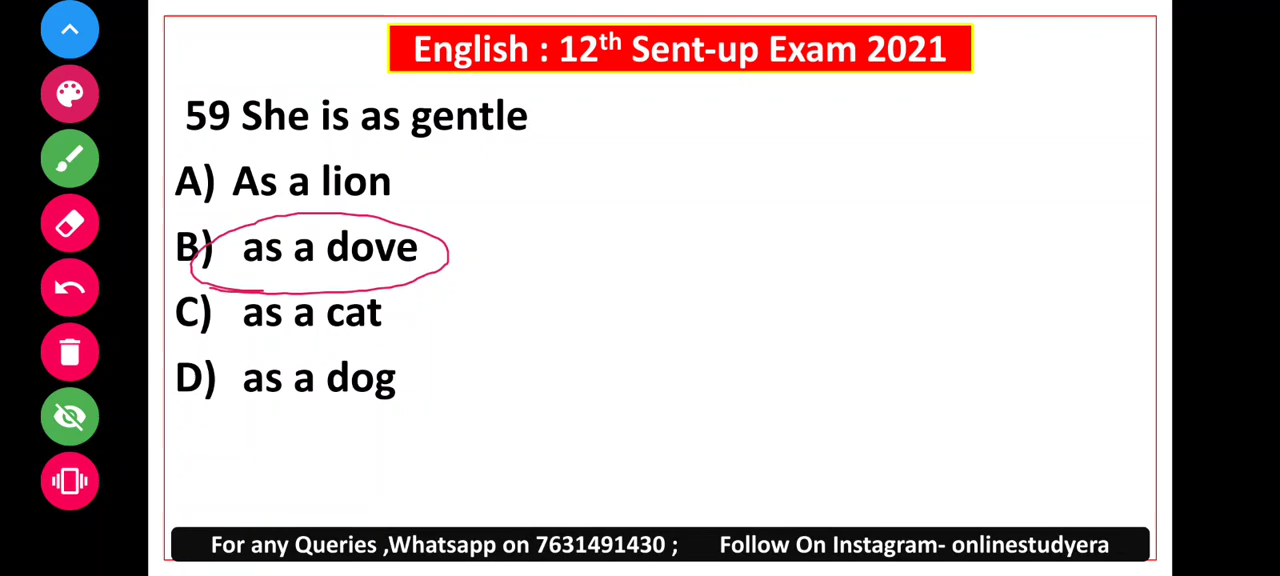 English : 12th Sent-up Exam 2021
59 She is as gentle
A) As a lion
B) as a dove
C) as a cat
D) as a dog
For any Queries ,Whatsapp on 7631491430 ; Follow On Instagram- onlinestudyera